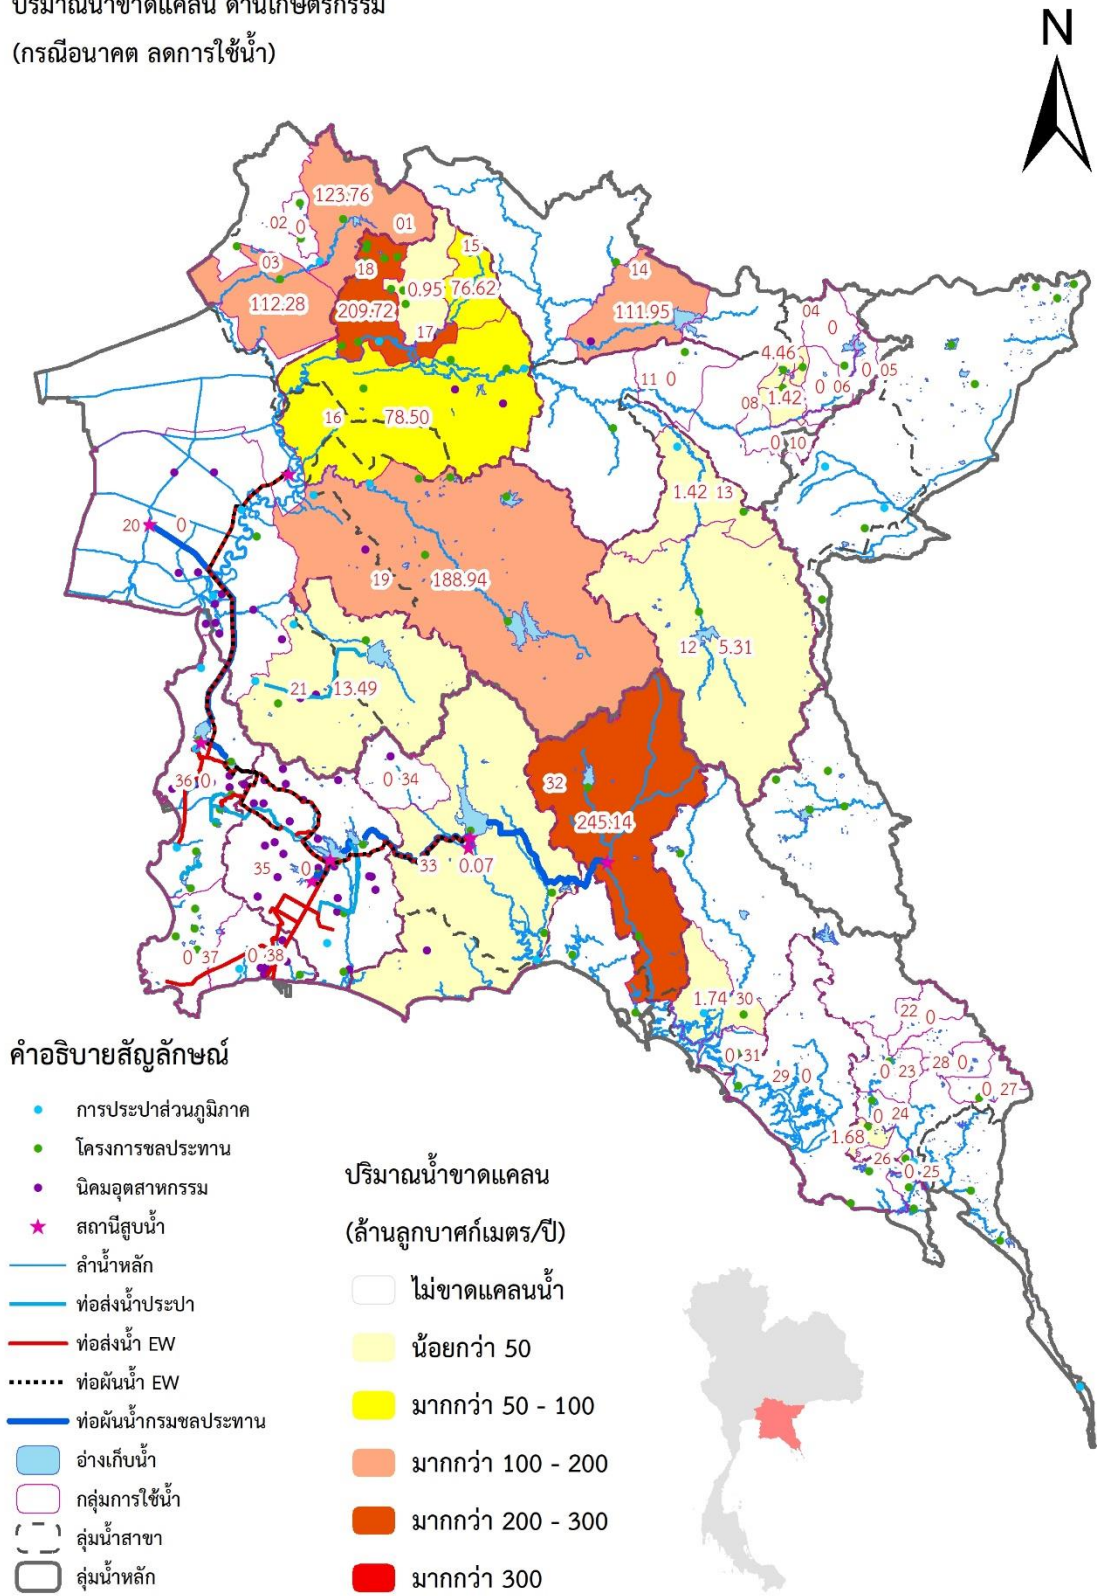 ปริมาณน้ำขาดแคลน ด้านเกษตรกรรม
(กรณีอนาคต ลดการใช้น้ำ)
N
123.76
01
02 0
03
15
18
14
0.95 76.62
112.28
209.72
111.95
17
04
0
4.46
0 05
11 0
0 06
08 1.42
16 78.50
0 10
1.42 13
20 0
19 188.94
12 5.31
21 13.49
36 0
0 34
32
245.14
35 0
33 0.07
0 37
0 38
1.74 30
22 0
0 31
29 0
28 0
0 23
0 27
0 24
1.68
26
0 25
คำอธิบายสัญลักษณ์
การประปาส่วนภูมิภาค
โครงการชลประทาน
นิคมอุตสาหกรรม
สถานีสูบน้ำ
ลำน้ำหลัก
ท่อส่งน้ำประปา
ท่อส่งน้ำ EW
ท่อผันน้ำ EW
ท่อผันน้ำกรมชลประทาน
อ่างเก็บน้ำ
กลุ่มการใช้น้ำ
ลุ่มน้ำสาขา
ลุ่มน้ำหลัก
ปริมาณน้ำขาดแคลน
(ล้านลูกบาศก์เมตร/ปี)
ไม่ขาดแคลนน้ำ
น้อยกว่า 50
มากกว่า 50 - 100
มากกว่า 100 - 200
มากกว่า 200 - 300
มากกว่า 300